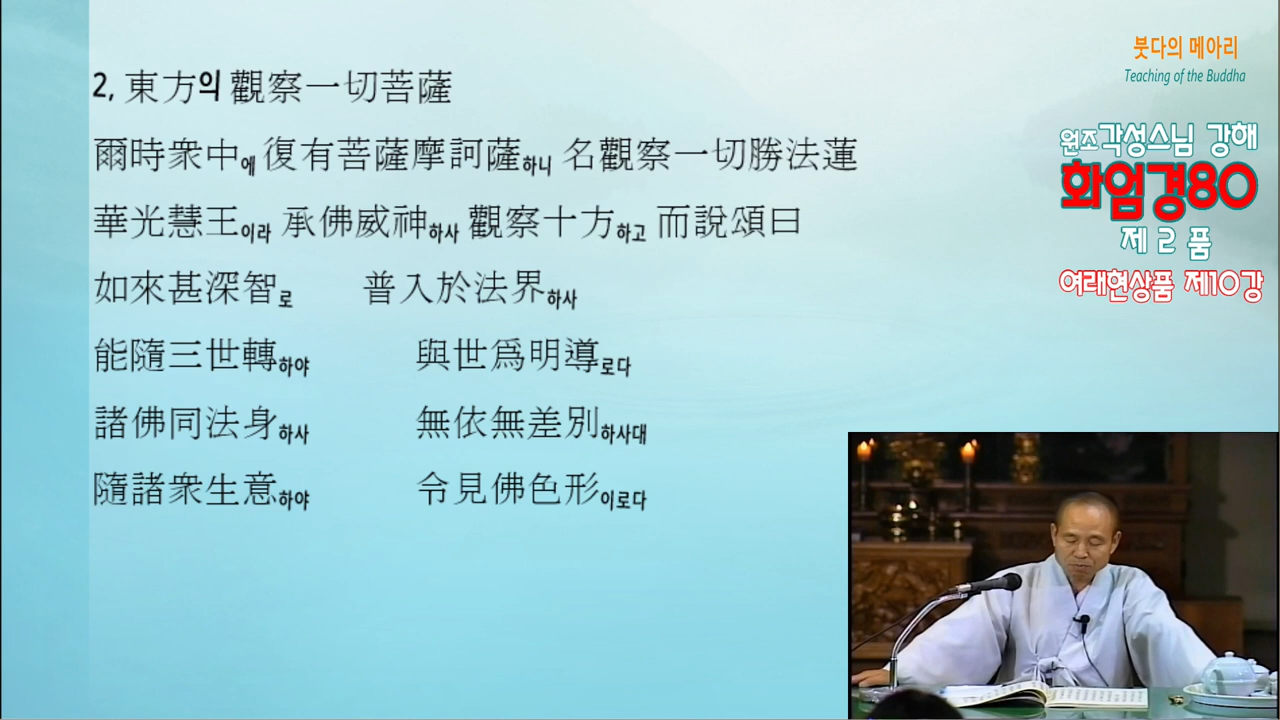 2, 東方의 觀察一切菩薩
爾時衆中에 復有菩薩摩訶薩하니 名觀察一切勝法蓮
華光慧王이라 承佛威神하사 觀察十方하고 而說頌曰
如來甚深智로 普入於法界하사
能隨三世轉하야 與世爲明導로다
諸佛同法身하사 無依無差別하사대
隨諸衆生意하야 令見佛色形이로다
붓다의 메아리
Teaching of the Buddha
원조각성스님 강해
화엄경80
제 2 품
여래현상품 제10강